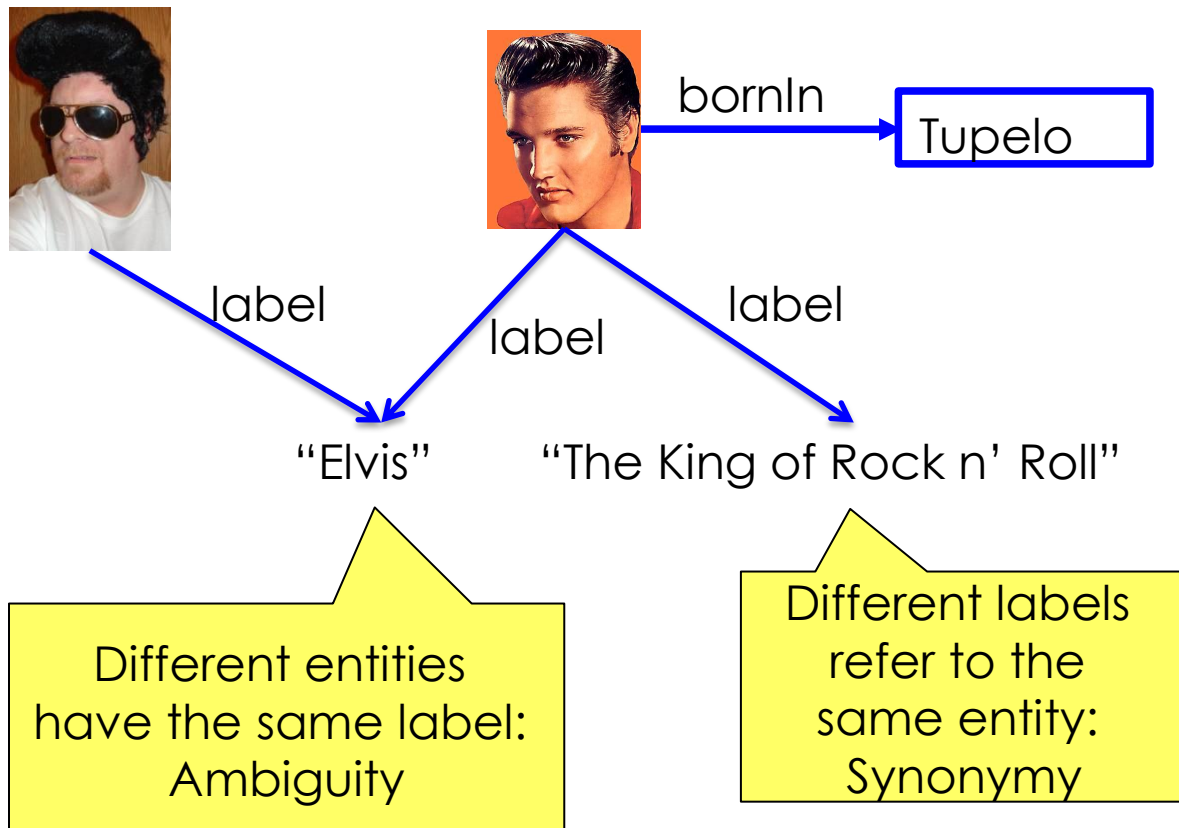 bornIn
Tupelo
label
label
label
“Elvis”
“The King of Rock n’ Roll”
Different entities
have the same label:
Ambiguity
Different labels
refer to the
same entity:
Synonymy